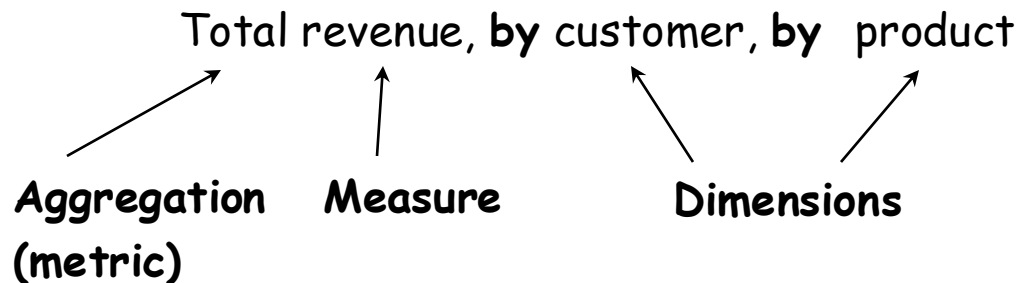 Total revenue, by customer, by product
Aggregation Measure Dimensions
(metric)